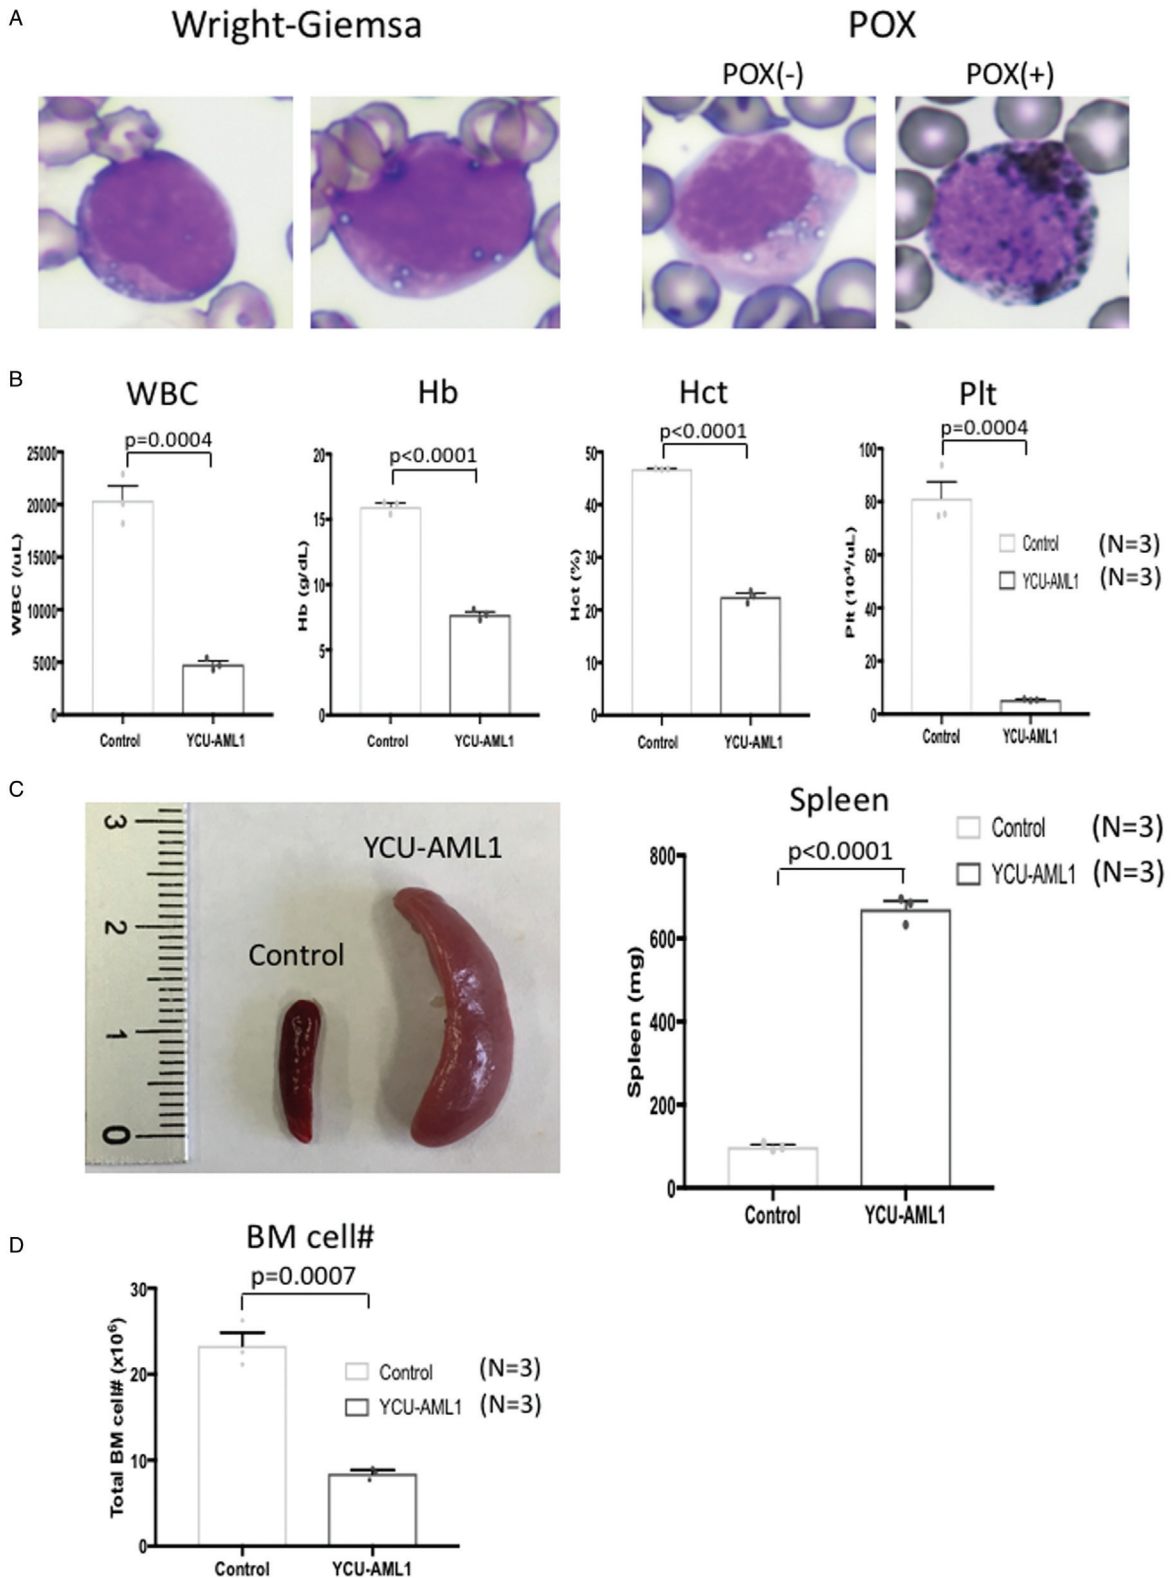 A
Wright-Giemsa
POX
POX(-)
POX(+)
B
WBC
p=0.0004
25000
20000
15000
10000
5000
0
WBC (/uL)
Control
YCU-AML1
Hb
p<0.0001
20
15
10
5
0
Hb (g/dL)
Control
YCU-AML1
Hct
p<0.0001
50
40
30
20
10
0
Hct (%)
Control
YCU-AML1
Plt
p=0.0004
100
80
60
40
20
0
Plt (10⁴/uL)
Control
YCU-AML1
Control (N=3)
YCU-AML1 (N=3)
C
3
2
1
0
Control
YCU-AML1
Spleen
p<0.0001
800
600
400
200
0
Spleen (mg)
Control
YCU-AML1
Control (N=3)
YCU-AML1 (N=3)
D
BM cell#
p=0.0007
30
20
10
0
Total BM cell# (x10⁶)
Control
YCU-AML1
Control (N=3)
YCU-AML1 (N=3)